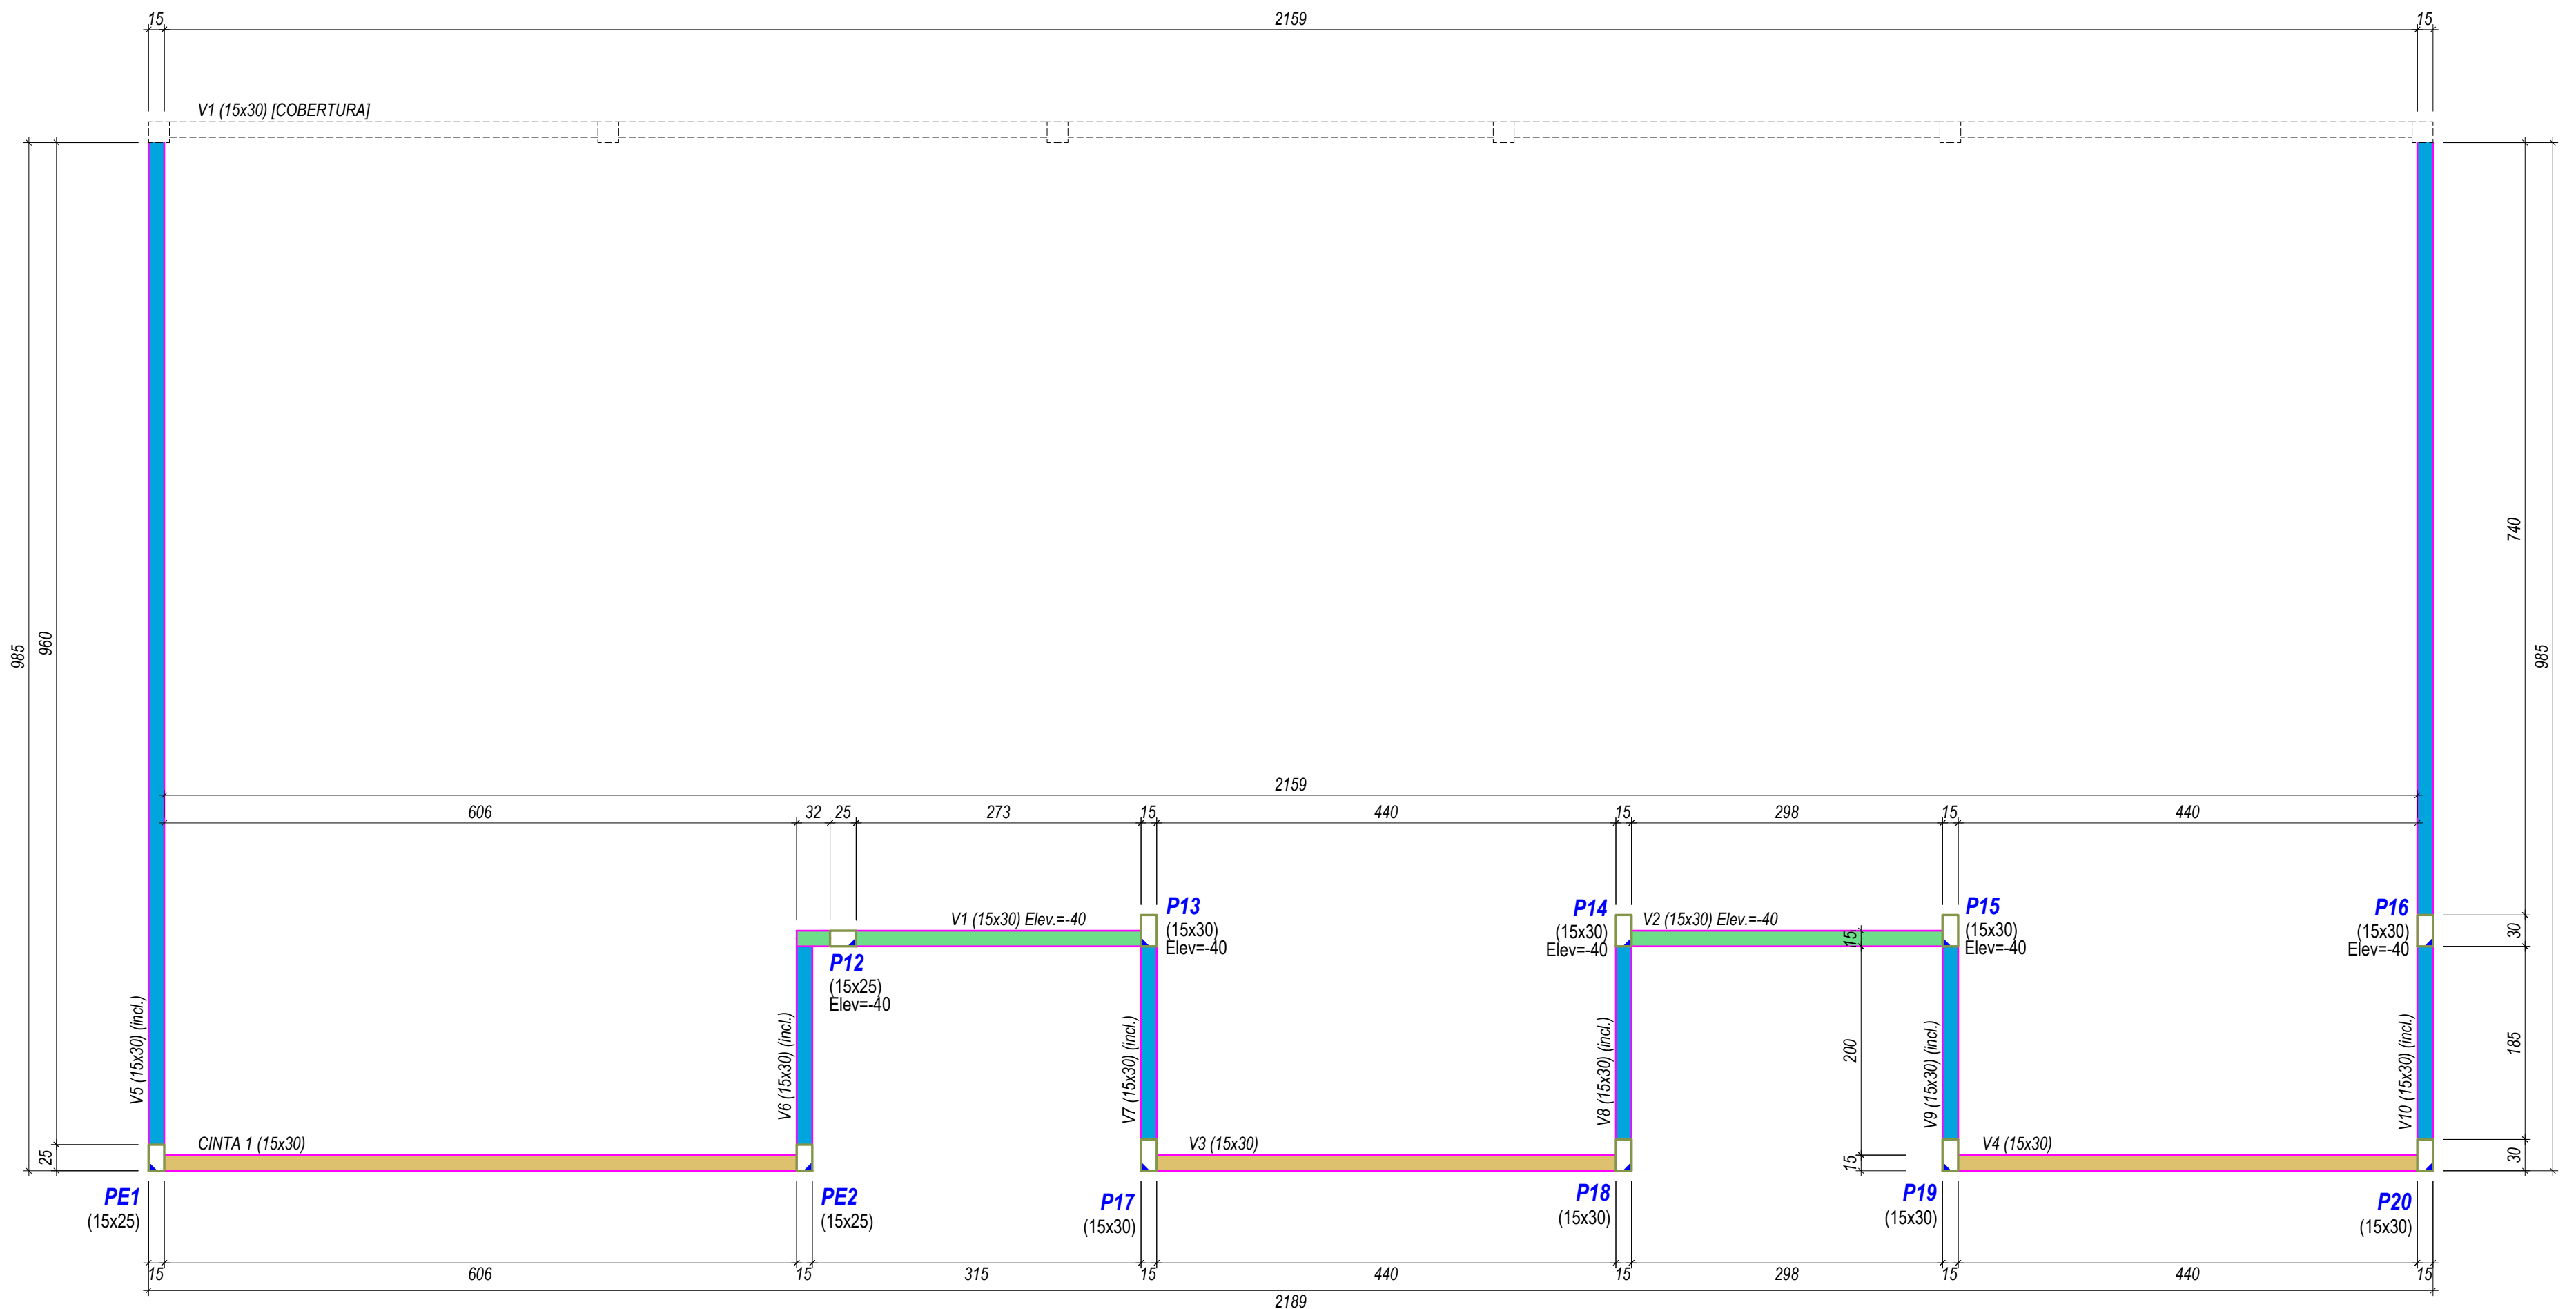 15
2159
15
V1 (15x30) [COBERTURA]
985
960
740
985
2159
606
32
25
273
15
440
15
298
15
440
P13
(15x30)
Elev=-40
P14
(15x30)
Elev=-40
P15
(15x30)
Elev=-40
P16
(15x30)
Elev=-40
30
V1 (15x30) Elev.=-40
V2 (15x30) Elev.=-40
15
P12
(15x25)
Elev=-40
V5 (15x30) (incl.)
V6 (15x30) (incl.)
V7 (15x30) (incl.)
V8 (15x30) (incl.)
200
V9 (15x30) (incl.)
V10 (15x30) (incl.)
185
25
CINTA 1 (15x30)
V3 (15x30)
15
V4 (15x30)
30
PE1
(15x25)
PE2
(15x25)
P17
(15x30)
P18
(15x30)
P19
(15x30)
P20
(15x30)
15
606
15
315
15
440
15
298
15
440
15
2189